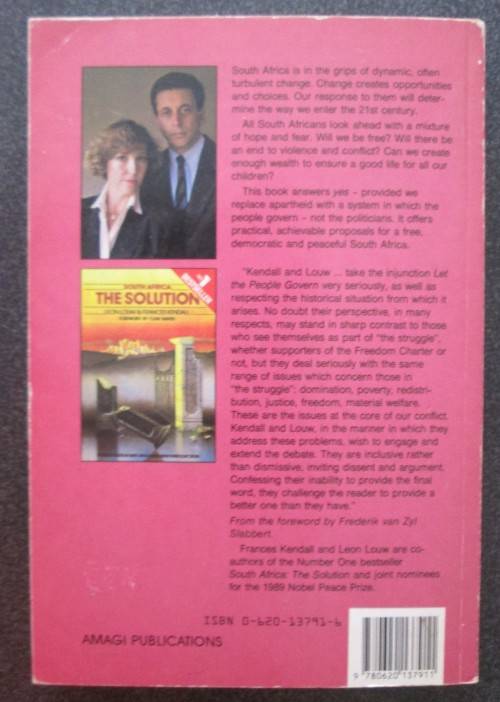 South Africa is in the grips of dynamic, often
turbulent change. Change creates opportunities
and choices. Our response to them will deter-
mine the way we enter the 21st century.
All South Africans look ahead with a mixture
of hope and fear. Will we be free? Will there be
an end to violence and conflict? Can we create
enough wealth to ensure a good life for all our
children?
This book answers yes – provided we
replace apartheid with a system in which the
people govern – not the politicians. It offers
practical, achievable proposals for a free,
democratic and peaceful South Africa.
#1
BESTSELLER
SOUTH AFRICA
THE SOLUTION
LEON LOUW & FRANCES KENDALL
"Kendall and Louw ... take the injunction Let
the People Govern very seriously, as well as
respecting the historical situation from which it
arises. No doubt their perspective, in many
respects, may stand in sharp contrast to those
who see themselves as part of "the struggle",
whether supporters of the Freedom Charter or
not, but they deal seriously with the same
range of issues which concern those in
"the struggle": domination, poverty, redistri-
bution, justice, freedom, material welfare.
These are the issues at the core of our conflict.
Kendall and Louw, in the manner in which they
address these problems, wish to engage and
extend the debate. They are inclusive rather
than dismissive, inviting dissent and argument.
Confessing their inability to provide the final
word, they challenge the reader to provide a
better one than they have."
From the foreword by Frederik van Zyl
Slabbert.
Frances Kendall and Leon Louw are co-
authors of the Number One bestseller
South Africa: The Solution and joint nominees
for the 1989 Nobel Peace Prize.
ISBN 0-620-13791-6
AMAGI PUBLICATIONS
9 780620 137911